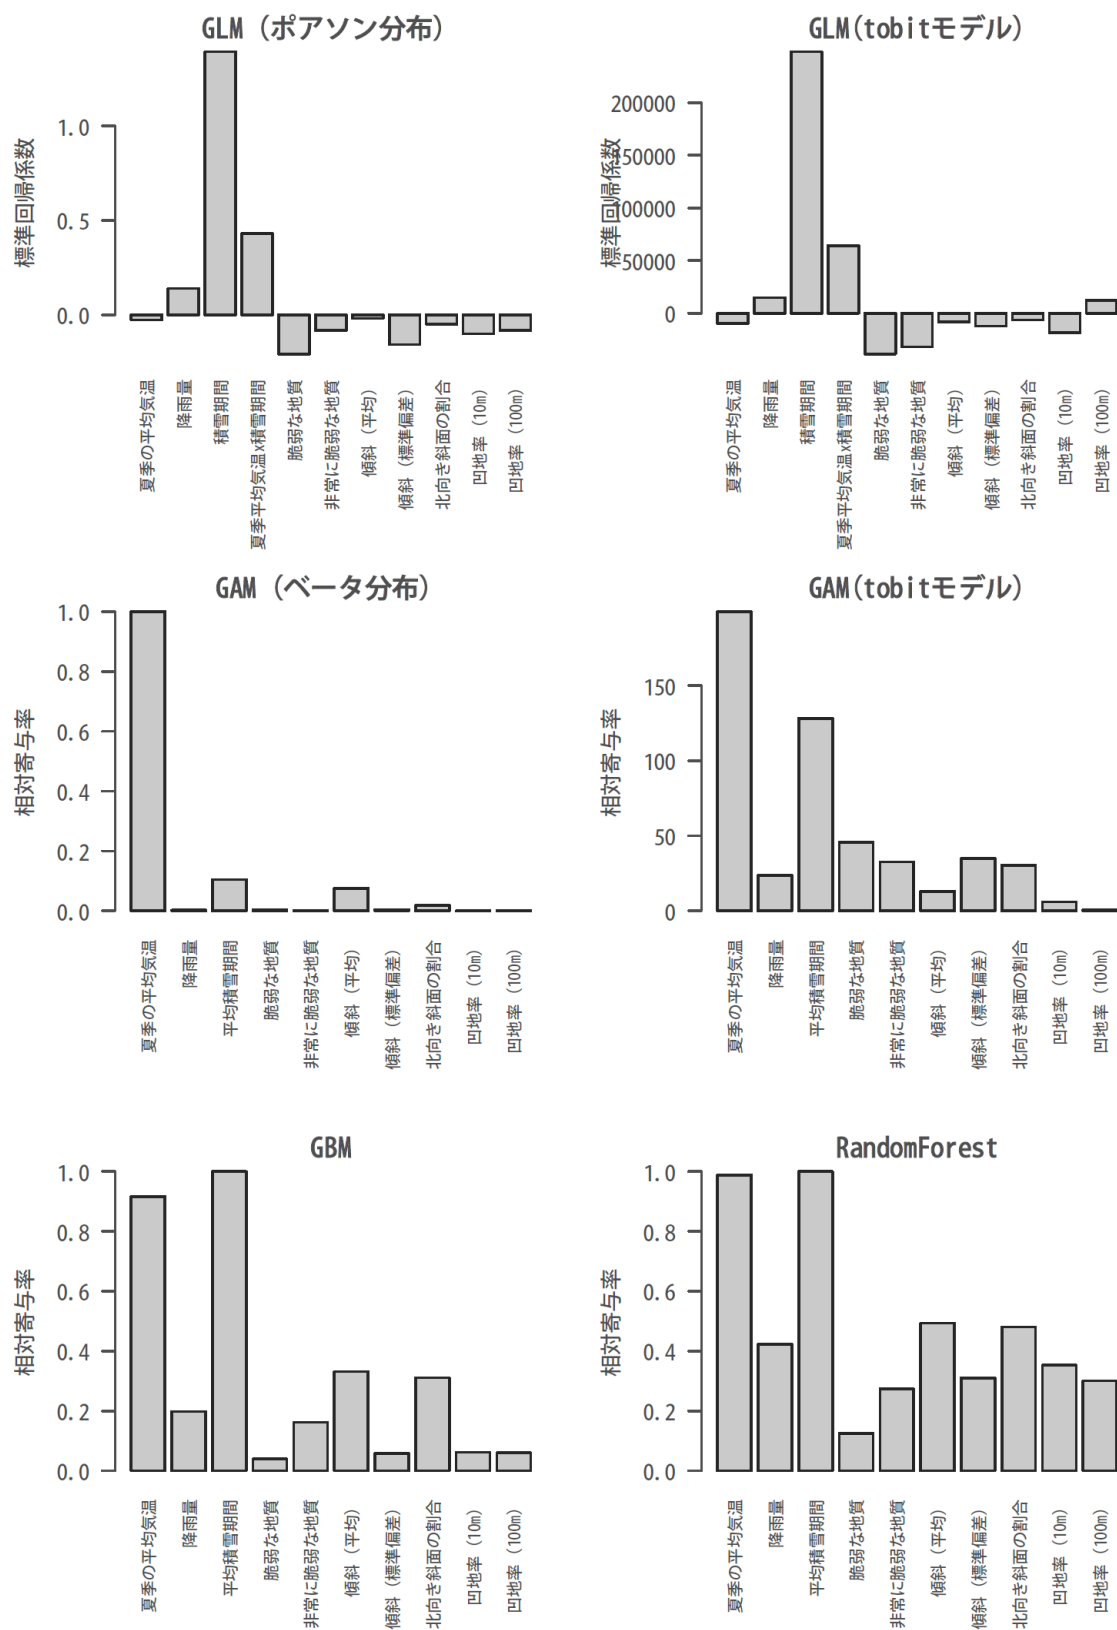 GLM (ポアソン分布)
標準回帰係数
1.0
0.5
0.0
夏季の平均気温
降雨量
積雪期間
夏季平均気温x積雪期間
脆弱な地質
非常に脆弱な地質
傾斜 (平均)
傾斜 (標準偏差)
北向き斜面の割合
凹地率 (10m)
凹地率 (100m)
GLM(tobitモデル)
標準回帰係数
200000
150000
100000
50000
0
夏季の平均気温
降雨量
積雪期間
夏季平均気温x積雪期間
脆弱な地質
非常に脆弱な地質
傾斜 (平均)
傾斜 (標準偏差)
北向き斜面の割合
凹地率 (10m)
凹地率 (100m)
GAM (ベータ分布)
相対寄与率
1.0
0.8
0.6
0.4
0.2
0.0
夏季の平均気温
降雨量
平均積雪期間
脆弱な地質
非常に脆弱な地質
傾斜 (平均)
傾斜 (標準偏差)
北向き斜面の割合
凹地率 (10m)
凹地率 (100m)
GAM(tobitモデル)
相対寄与率
150
100
50
0
夏季の平均気温
降雨量
平均積雪期間
脆弱な地質
非常に脆弱な地質
傾斜 (平均)
傾斜 (標準偏差)
北向き斜面の割合
凹地率 (10m)
凹地率 (100m)
GBM
相対寄与率
1.0
0.8
0.6
0.4
0.2
0.0
夏季の平均気温
降雨量
平均積雪期間
脆弱な地質
非常に脆弱な地質
傾斜 (平均)
傾斜 (標準偏差)
北向き斜面の割合
凹地率 (10m)
凹地率 (100m)
RandomForest
相対寄与率
1.0
0.8
0.6
0.4
0.2
0.0
夏季の平均気温
降雨量
平均積雪期間
脆弱な地質
非常に脆弱な地質
傾斜 (平均)
傾斜 (標準偏差)
北向き斜面の割合
凹地率 (10m)
凹地率 (100m)